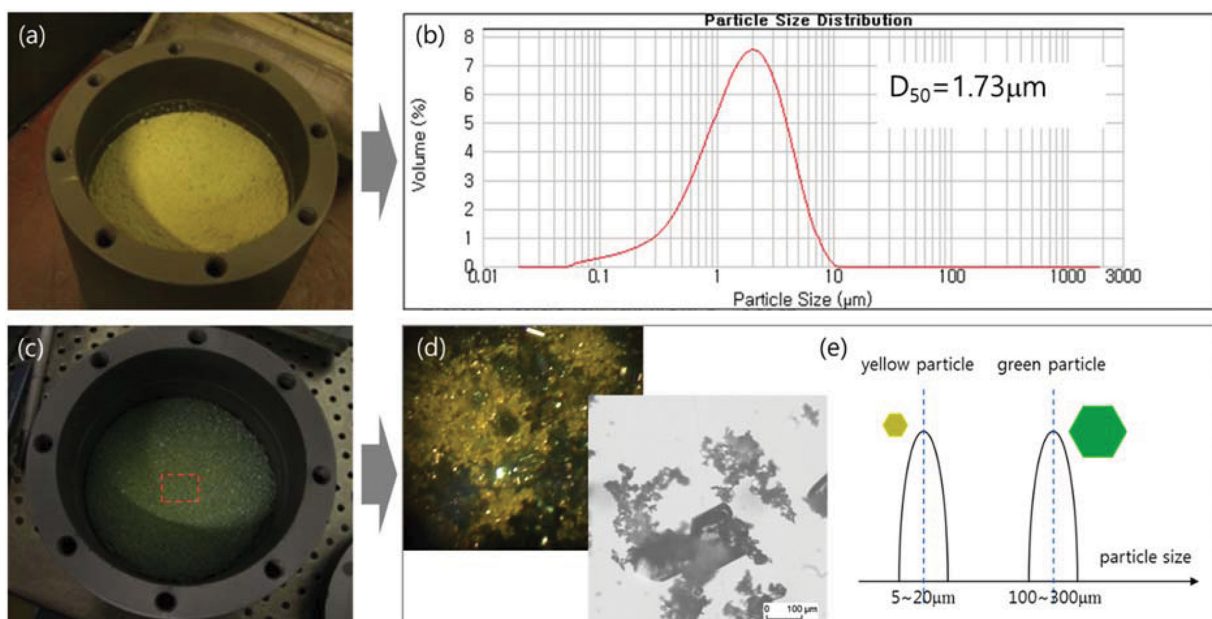 (a)
(b)
Particle Size Distribution
8
7
6
5
4
3
2
1
0
Volume (%)
D50=1.73μm
0.01 0.1 1 10 100 1000 3000
Particle Size (μm)
(c)
(d)
0 100 μm
(e)
yellow particle green particle
particle size
5~20μm 100~300μm